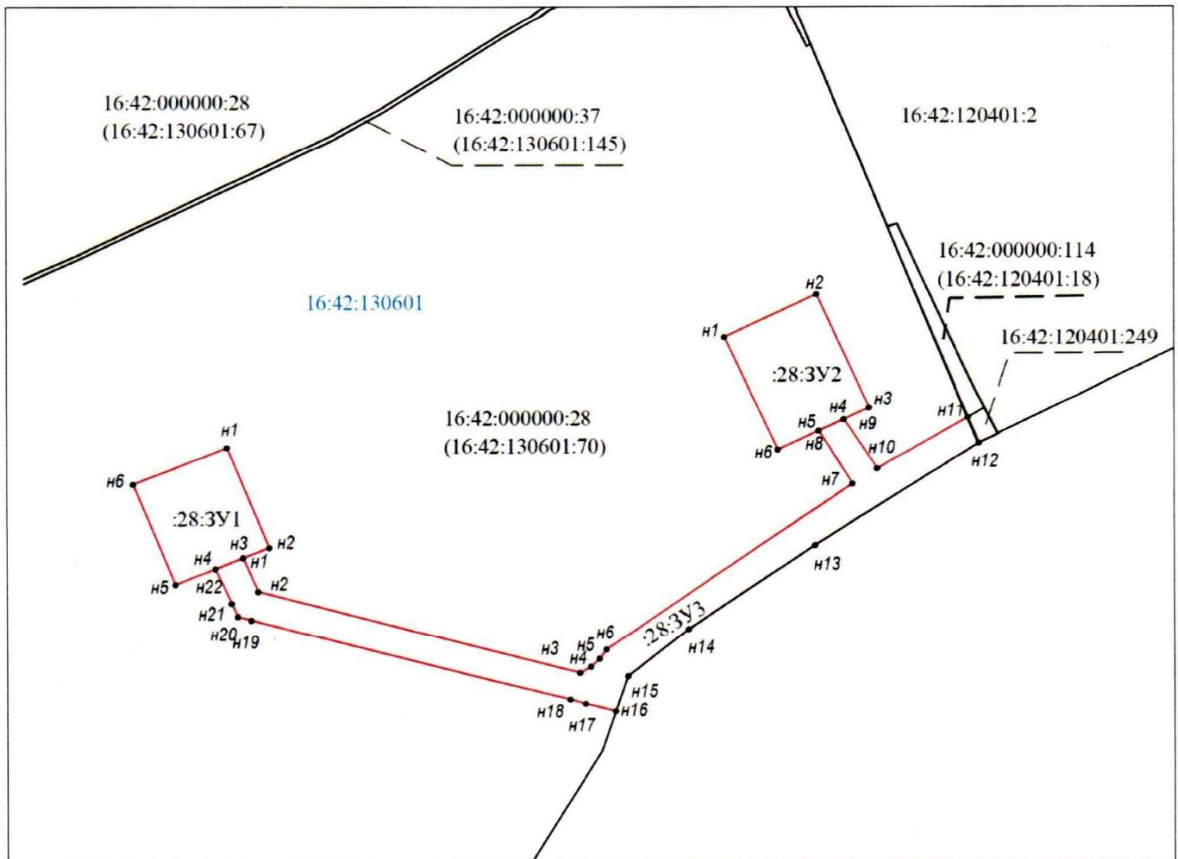 16:42:000000:28
(16:42:130601:67)
16:42:000000:37
(16:42:130601:145)
16:42:120401:2
16:42:000000:114
(16:42:120401:18)
16:42:120401:249
16:42:130601
16:42:000000:28
(16:42:130601:70)
н1
н2
:28:ЗУ2
н3
н4
н5
н6
н9
н8
н10
н7
н11
н12
н13
н1
н6
:28:ЗУ1
н2
н3
н4
н5
н1
н2
н22
н21
н20
н19
н3
н4
н5
н6
:28:ЗУ3
н14
н15
н16
н17
н18